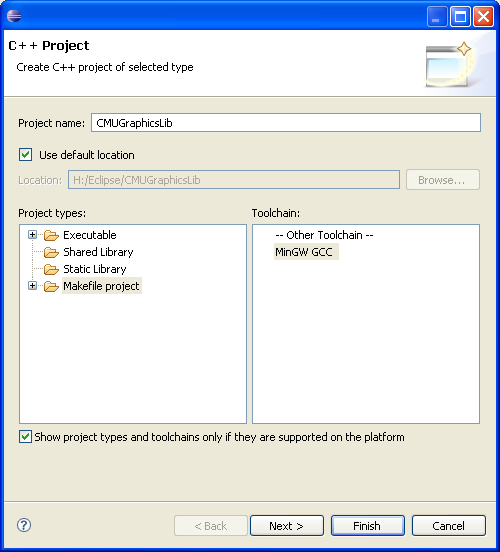 C++ Project
Create C++ project of selected type
Project name: CMUGraphicsLib
Use default location
Location: H:/Eclipse/CMUGraphicsLib Browse...
Project types: Toolchain:
Executable -- Other Toolchain --
Shared Library MinGW GCC
Static Library
Makefile project
Show project types and toolchains only if they are supported on the platform
? < Back Next > Finish Cancel